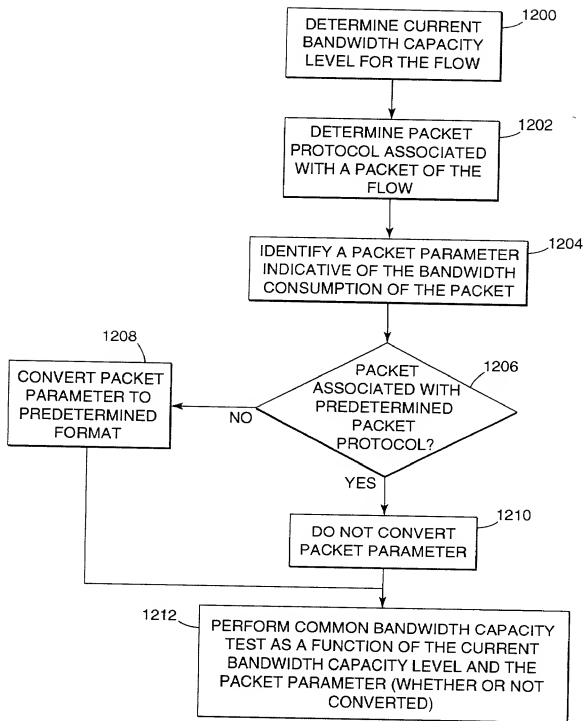 1200
DETERMINE CURRENT
BANDWIDTH CAPACITY
LEVEL FOR THE FLOW
1202
DETERMINE PACKET
PROTOCOL ASSOCIATED
WITH A PACKET OF THE
FLOW
1204
IDENTIFY A PACKET PARAMETER
INDICATIVE OF THE BANDWIDTH
CONSUMPTION OF THE PACKET
1206
PACKET
ASSOCIATED WITH
PREDETERMINED
PACKET
PROTOCOL?
1208
CONVERT PACKET
PARAMETER TO
PREDETERMINED
FORMAT
NO
YES
1210
DO NOT CONVERT
PACKET PARAMETER
1212
PERFORM COMMON BANDWIDTH CAPACITY
TEST AS A FUNCTION OF THE CURRENT
BANDWIDTH CAPACITY LEVEL AND THE
PACKET PARAMETER (WHETHER OR NOT
CONVERTED)